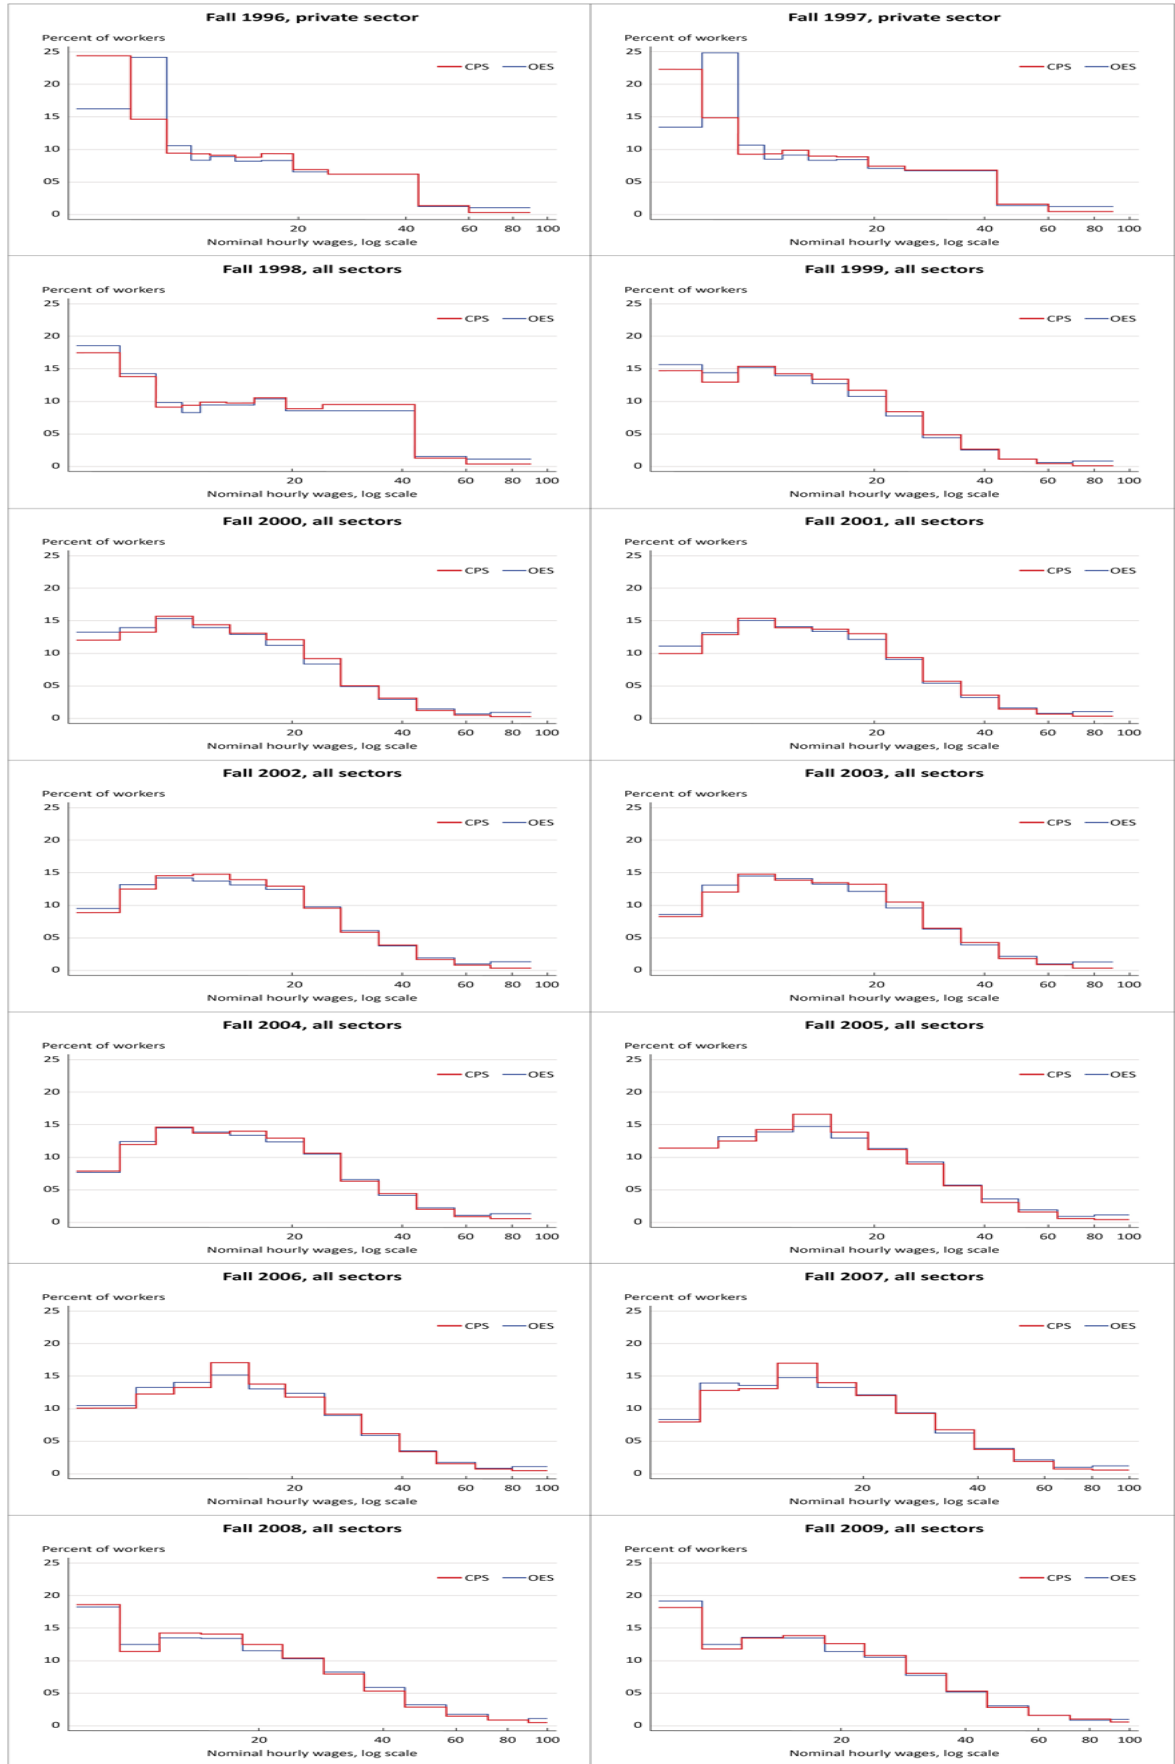 Fall 1996, private sector
Percent of workers
25
CPS OES
20
15
10
05
0
20 40 60 80 100
Nominal hourly wages, log scale
Fall 1997, private sector
Percent of workers
25
CPS OES
20
15
10
05
0
20 40 60 80 100
Nominal hourly wages, log scale
Fall 1998, all sectors
Percent of workers
25
CPS OES
20
15
10
05
0
20 40 60 80 100
Nominal hourly wages, log scale
Fall 1999, all sectors
Percent of workers
25
CPS OES
20
15
10
05
0
20 40 60 80 100
Nominal hourly wages, log scale
Fall 2000, all sectors
Percent of workers
25
CPS OES
20
15
10
05
0
20 40 60 80 100
Nominal hourly wages, log scale
Fall 2001, all sectors
Percent of workers
25
CPS OES
20
15
10
05
0
20 40 60 80 100
Nominal hourly wages, log scale
Fall 2002, all sectors
Percent of workers
25
CPS OES
20
15
10
05
0
20 40 60 80 100
Nominal hourly wages, log scale
Fall 2003, all sectors
Percent of workers
25
CPS OES
20
15
10
05
0
20 40 60 80 100
Nominal hourly wages, log scale
Fall 2004, all sectors
Percent of workers
25
CPS OES
20
15
10
05
0
20 40 60 80 100
Nominal hourly wages, log scale
Fall 2005, all sectors
Percent of workers
25
CPS OES
20
15
10
05
0
20 40 60 80 100
Nominal hourly wages, log scale
Fall 2006, all sectors
Percent of workers
25
CPS OES
20
15
10
05
0
20 40 60 80 100
Nominal hourly wages, log scale
Fall 2007, all sectors
Percent of workers
25
CPS OES
20
15
10
05
0
20 40 60 80 100
Nominal hourly wages, log scale
Fall 2008, all sectors
Percent of workers
25
CPS OES
20
15
10
05
0
20 40 60 80 100
Nominal hourly wages, log scale
Fall 2009, all sectors
Percent of workers
25
CPS OES
20
15
10
05
0
20 40 60 80 100
Nominal hourly wages, log scale